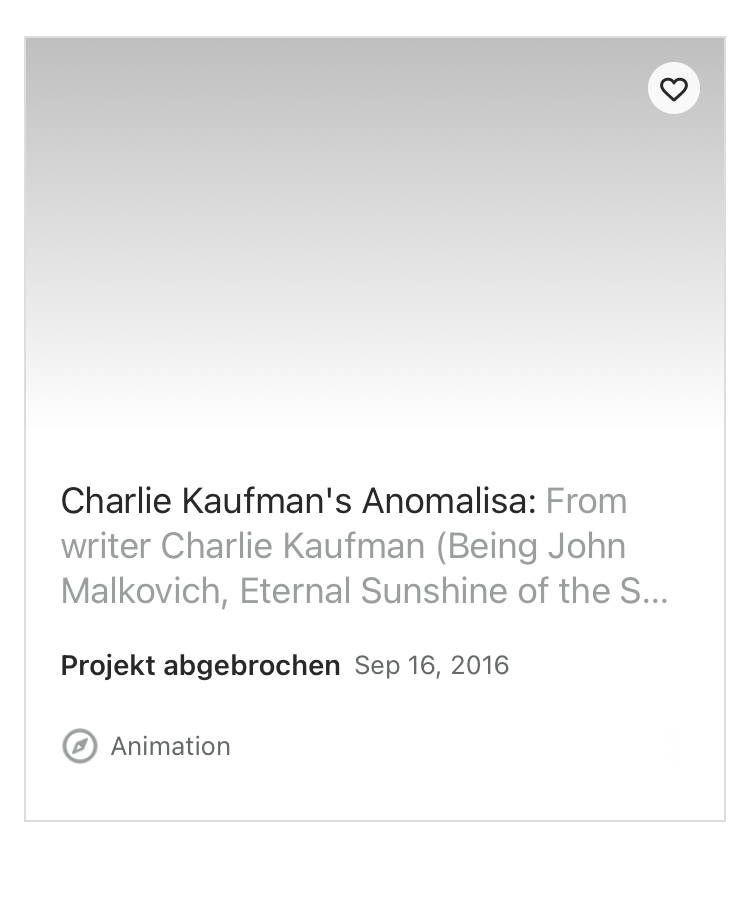 Charlie Kaufman's Anomalisa: From
writer Charlie Kaufman (Being John
Malkovich, Eternal Sunshine of the S...
Projekt abgebrochen Sep 16, 2016
Animation